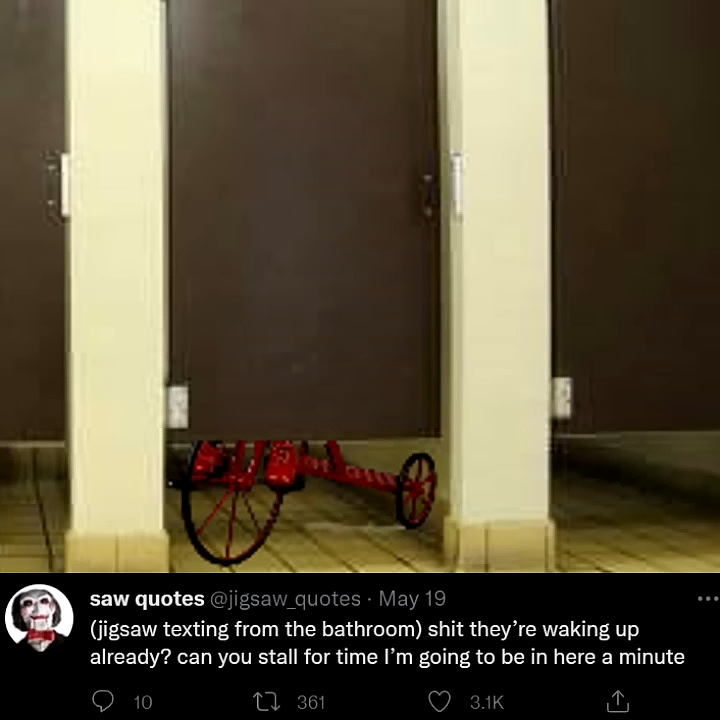 saw quotes @jigsaw_quotes · May 19
(jigsaw texting from the bathroom) shit they’re waking up
already? can you stall for time I’m going to be in here a minute
10 361 3.1K